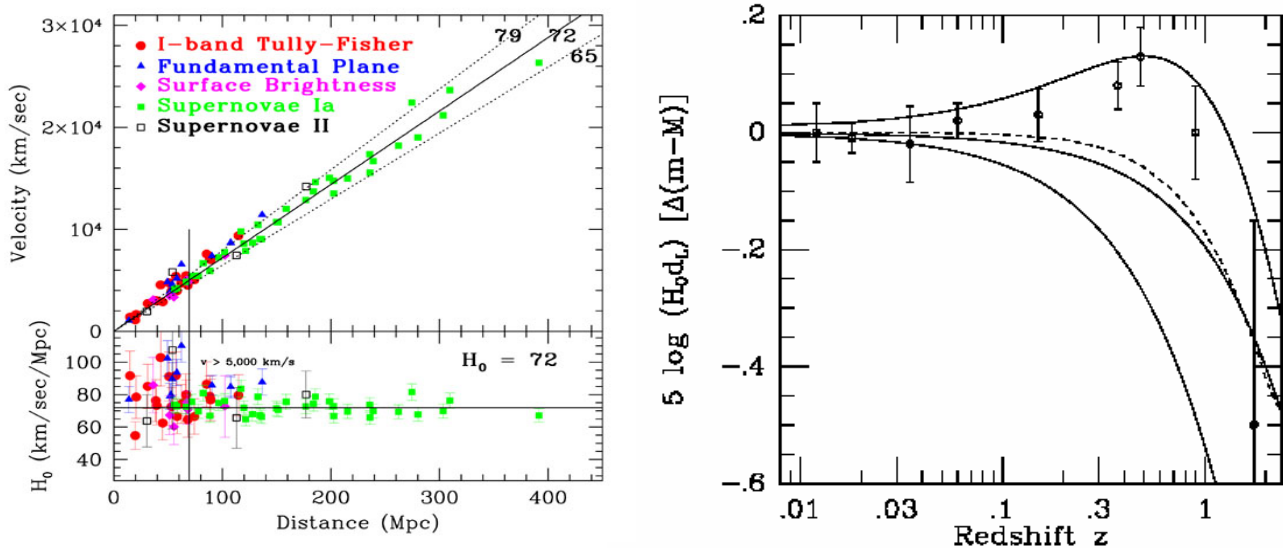 I-band Tully-Fisher
Fundamental Plane
Surface Brightness
Supernovae Ia
Supernovae II
79
72
65
Velocity (km/sec)
2×10⁴
10⁴
0
v > 5,000 km/s
H₀ = 72
H₀ (km/sec/Mpc)
100
80
60
40
0
100
200
300
400
Distance (Mpc)
5 log (H₀d_L) [Δ(m-M)]
.2
0
-.2
-.4
-.6
.01
.03
0.1
0.3
1
Redshift z